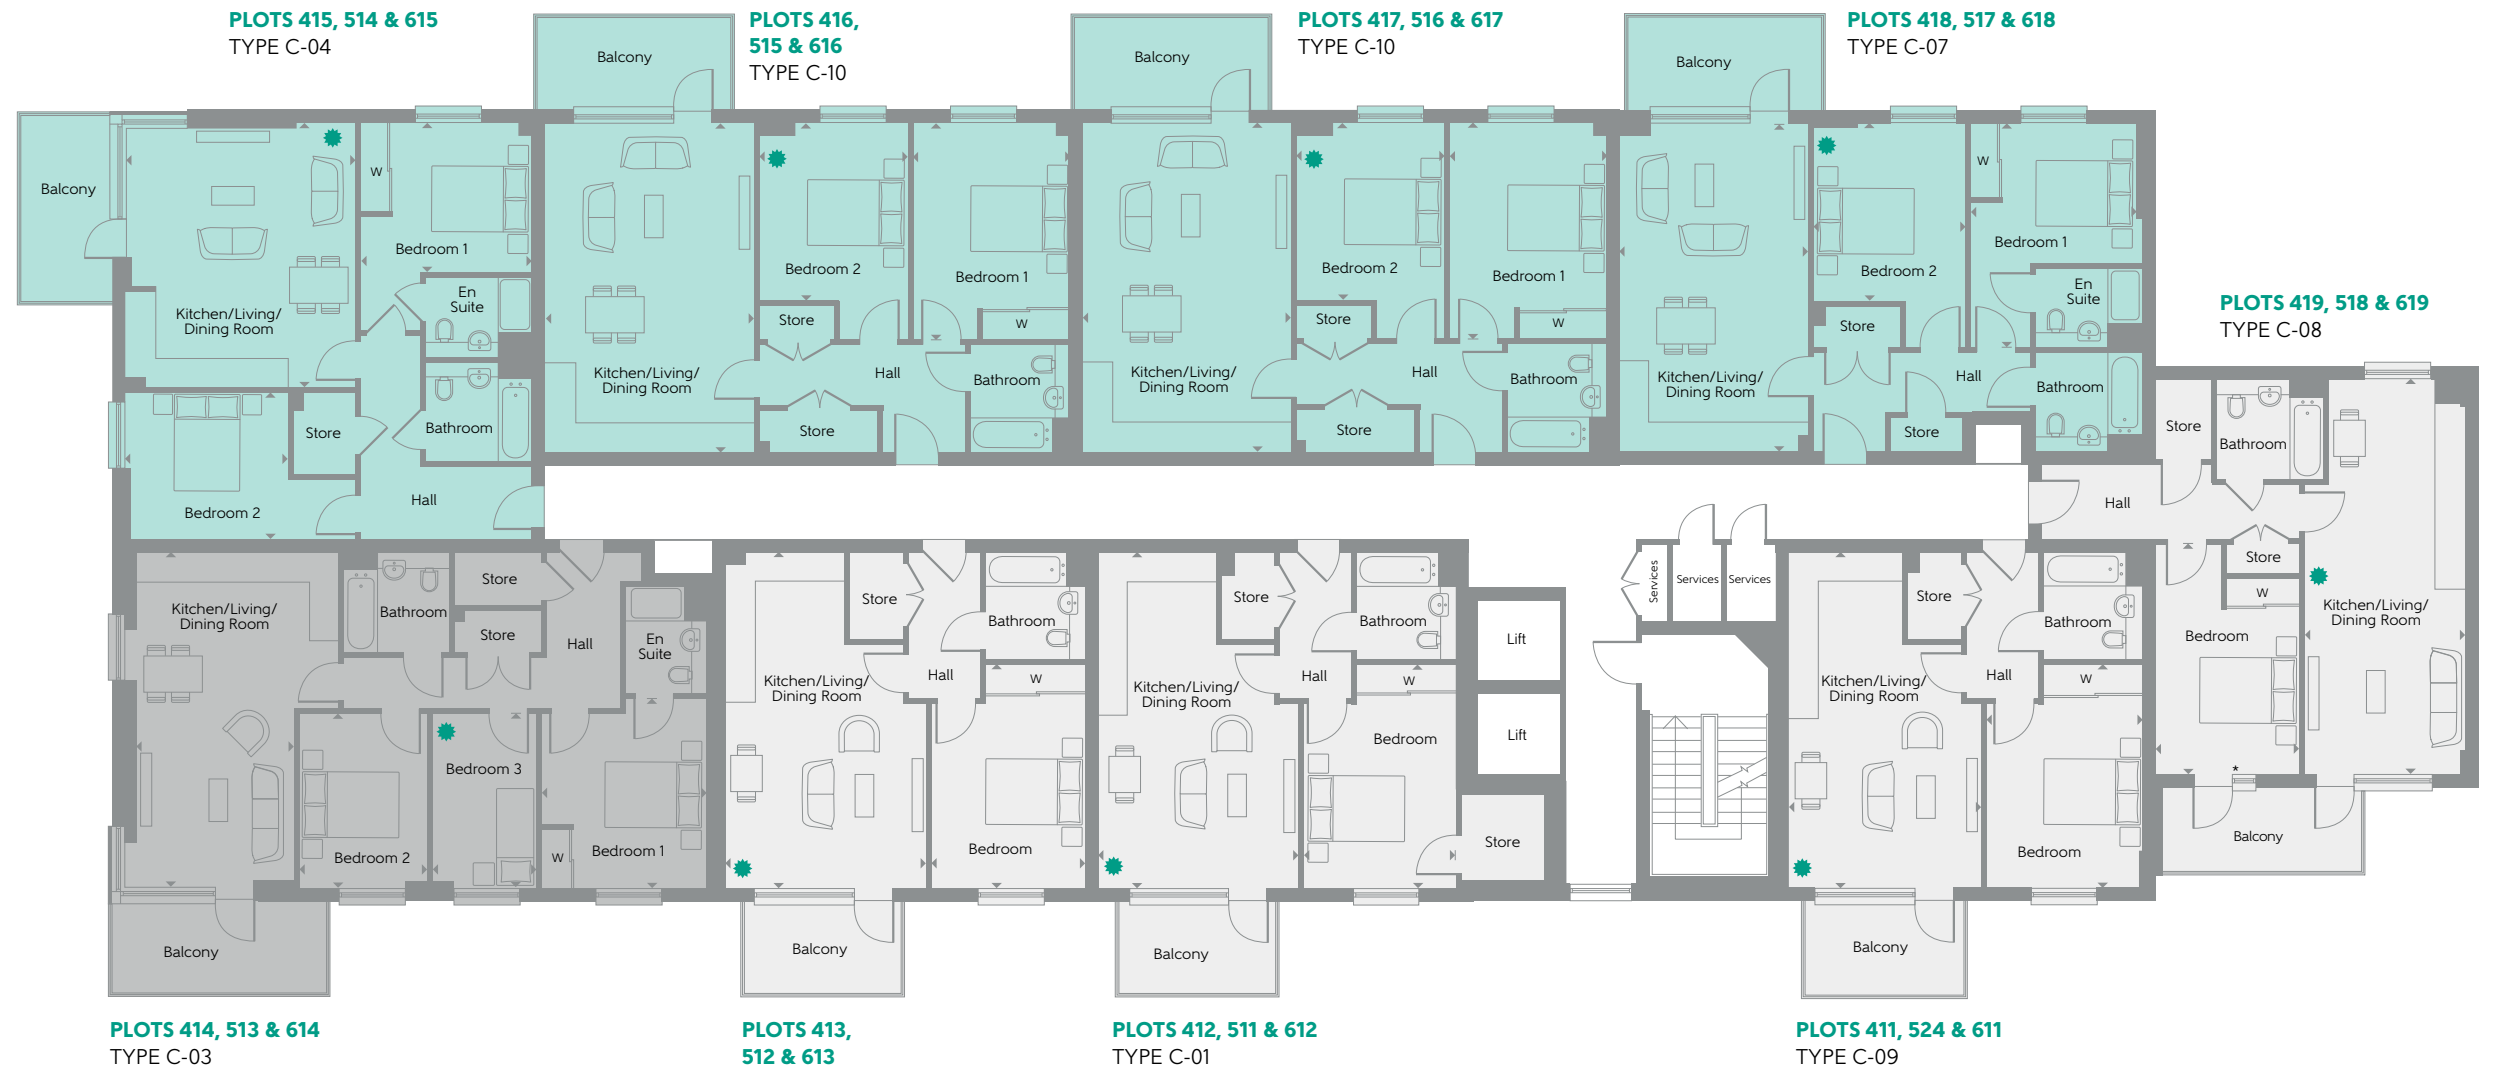 PLOTS 415, 514 & 615
TYPE C-04
PLOTS 416,
515 & 616
TYPE C-10
PLOTS 417, 516 & 617
TYPE C-10
PLOTS 418, 517 & 618
TYPE C-07
PLOTS 419, 518 & 619
TYPE C-08
Balcony
Kitchen/Living/
Dining Room
W
Bedroom 1
En
Suite
Bathroom
Store
Bedroom 2
Hall
Balcony
Kitchen/Living/
Dining Room
Bedroom 2
Bedroom 1
Store
W
Hall
Bathroom
Store
Balcony
Kitchen/Living/
Dining Room
Bedroom 2
Bedroom 1
Store
W
Hall
Bathroom
Store
Balcony
Kitchen/Living/
Dining Room
Bedroom 2
W
Bedroom 1
En
Suite
Store
Hall
Bathroom
Store
Hall
Store
Bathroom
Store
W
Bedroom
Kitchen/Living/
Dining Room
*
Balcony
Kitchen/Living/
Dining Room
Bathroom
Store
Store
Hall
En
Suite
Bedroom 2
Bedroom 3
W
Bedroom 1
Balcony
Store
Bathroom
Kitchen/Living/
Dining Room
Hall
W
Bedroom
Balcony
Store
Bathroom
Kitchen/Living/
Dining Room
Hall
W
Bedroom
Store
Balcony
Lift
Lift
Services
Services
Services
Store
Bathroom
Kitchen/Living/
Dining Room
Hall
W
Bedroom
Balcony
PLOTS 414, 513 & 614
TYPE C-03
PLOTS 413,
512 & 613
PLOTS 412, 511 & 612
TYPE C-01
PLOTS 411, 524 & 611
TYPE C-09